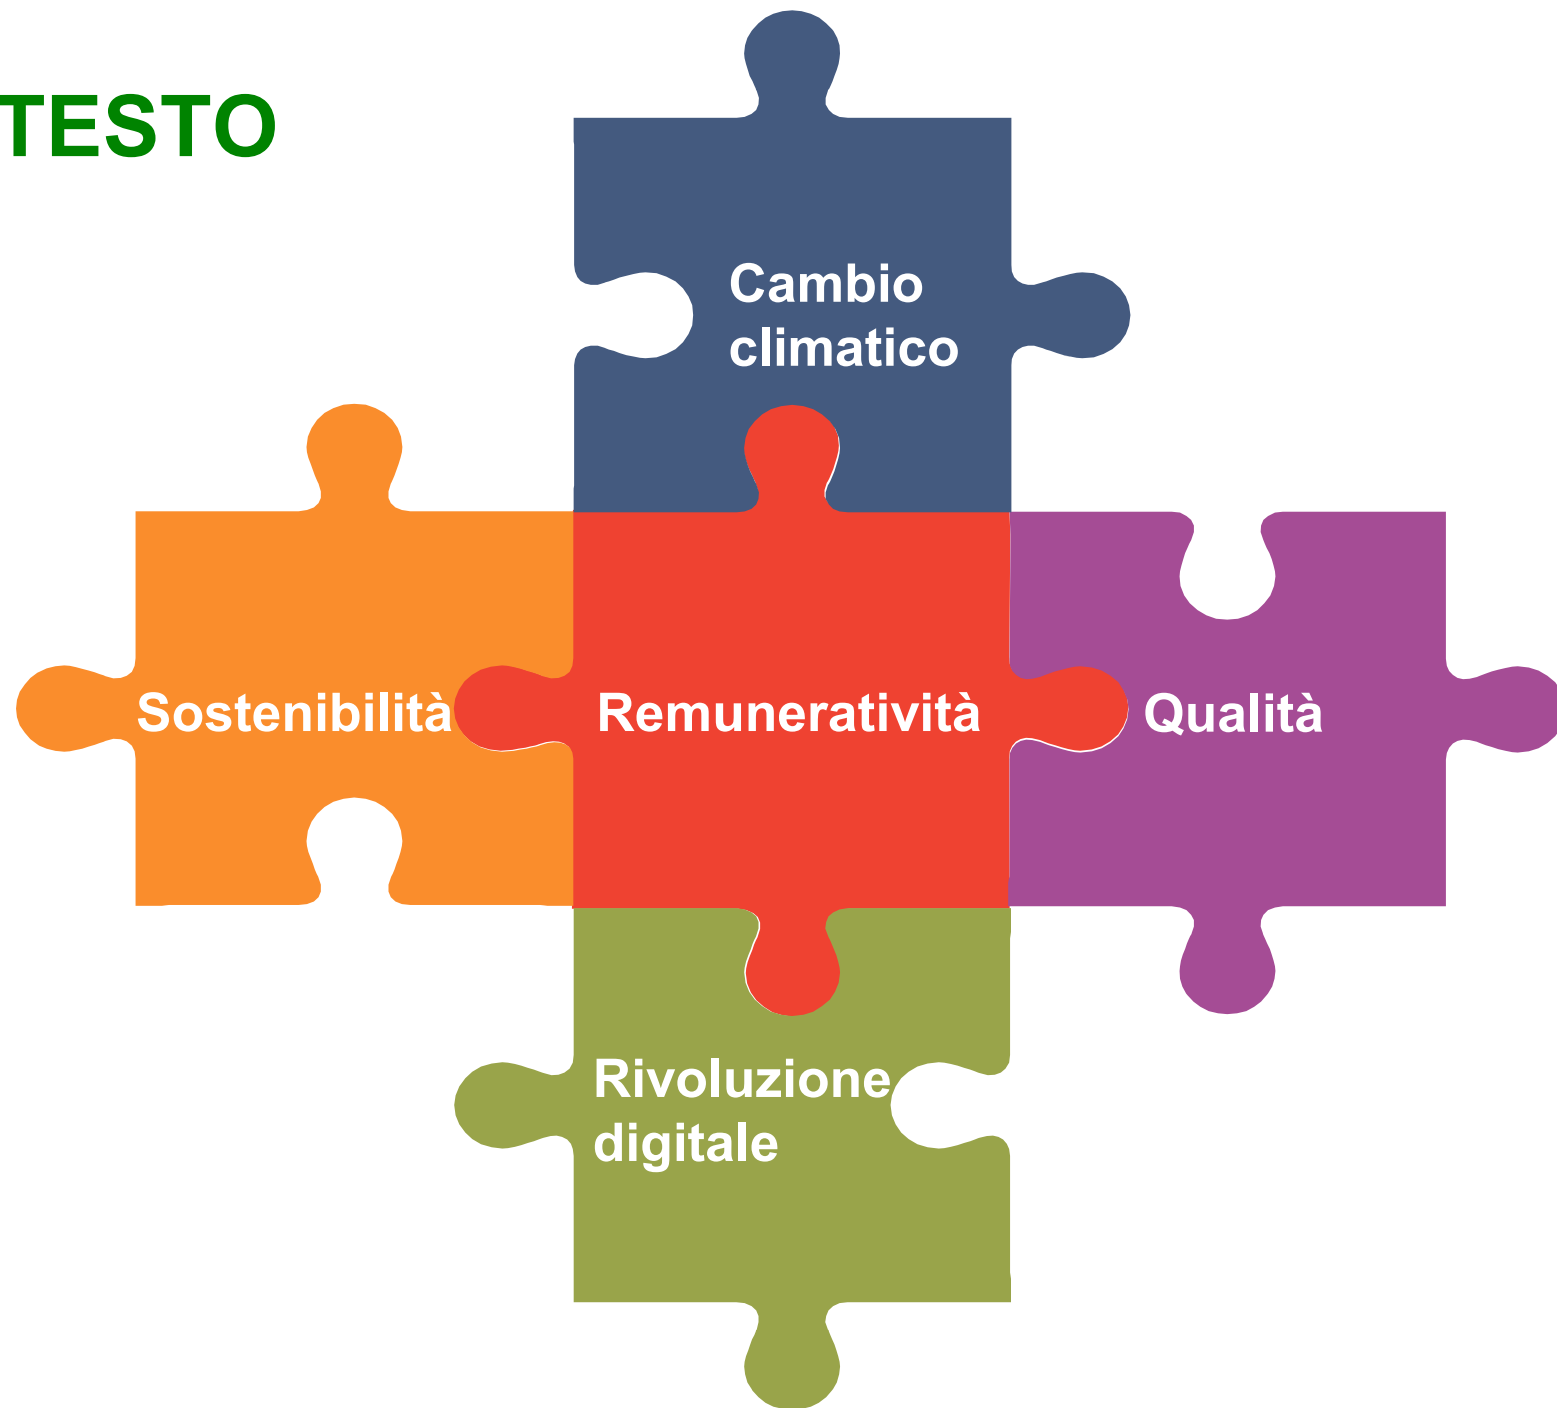 TESTO
Cambio
climatico
Sostenibilità
Remuneratività
Qualità
Rivoluzione
digitale